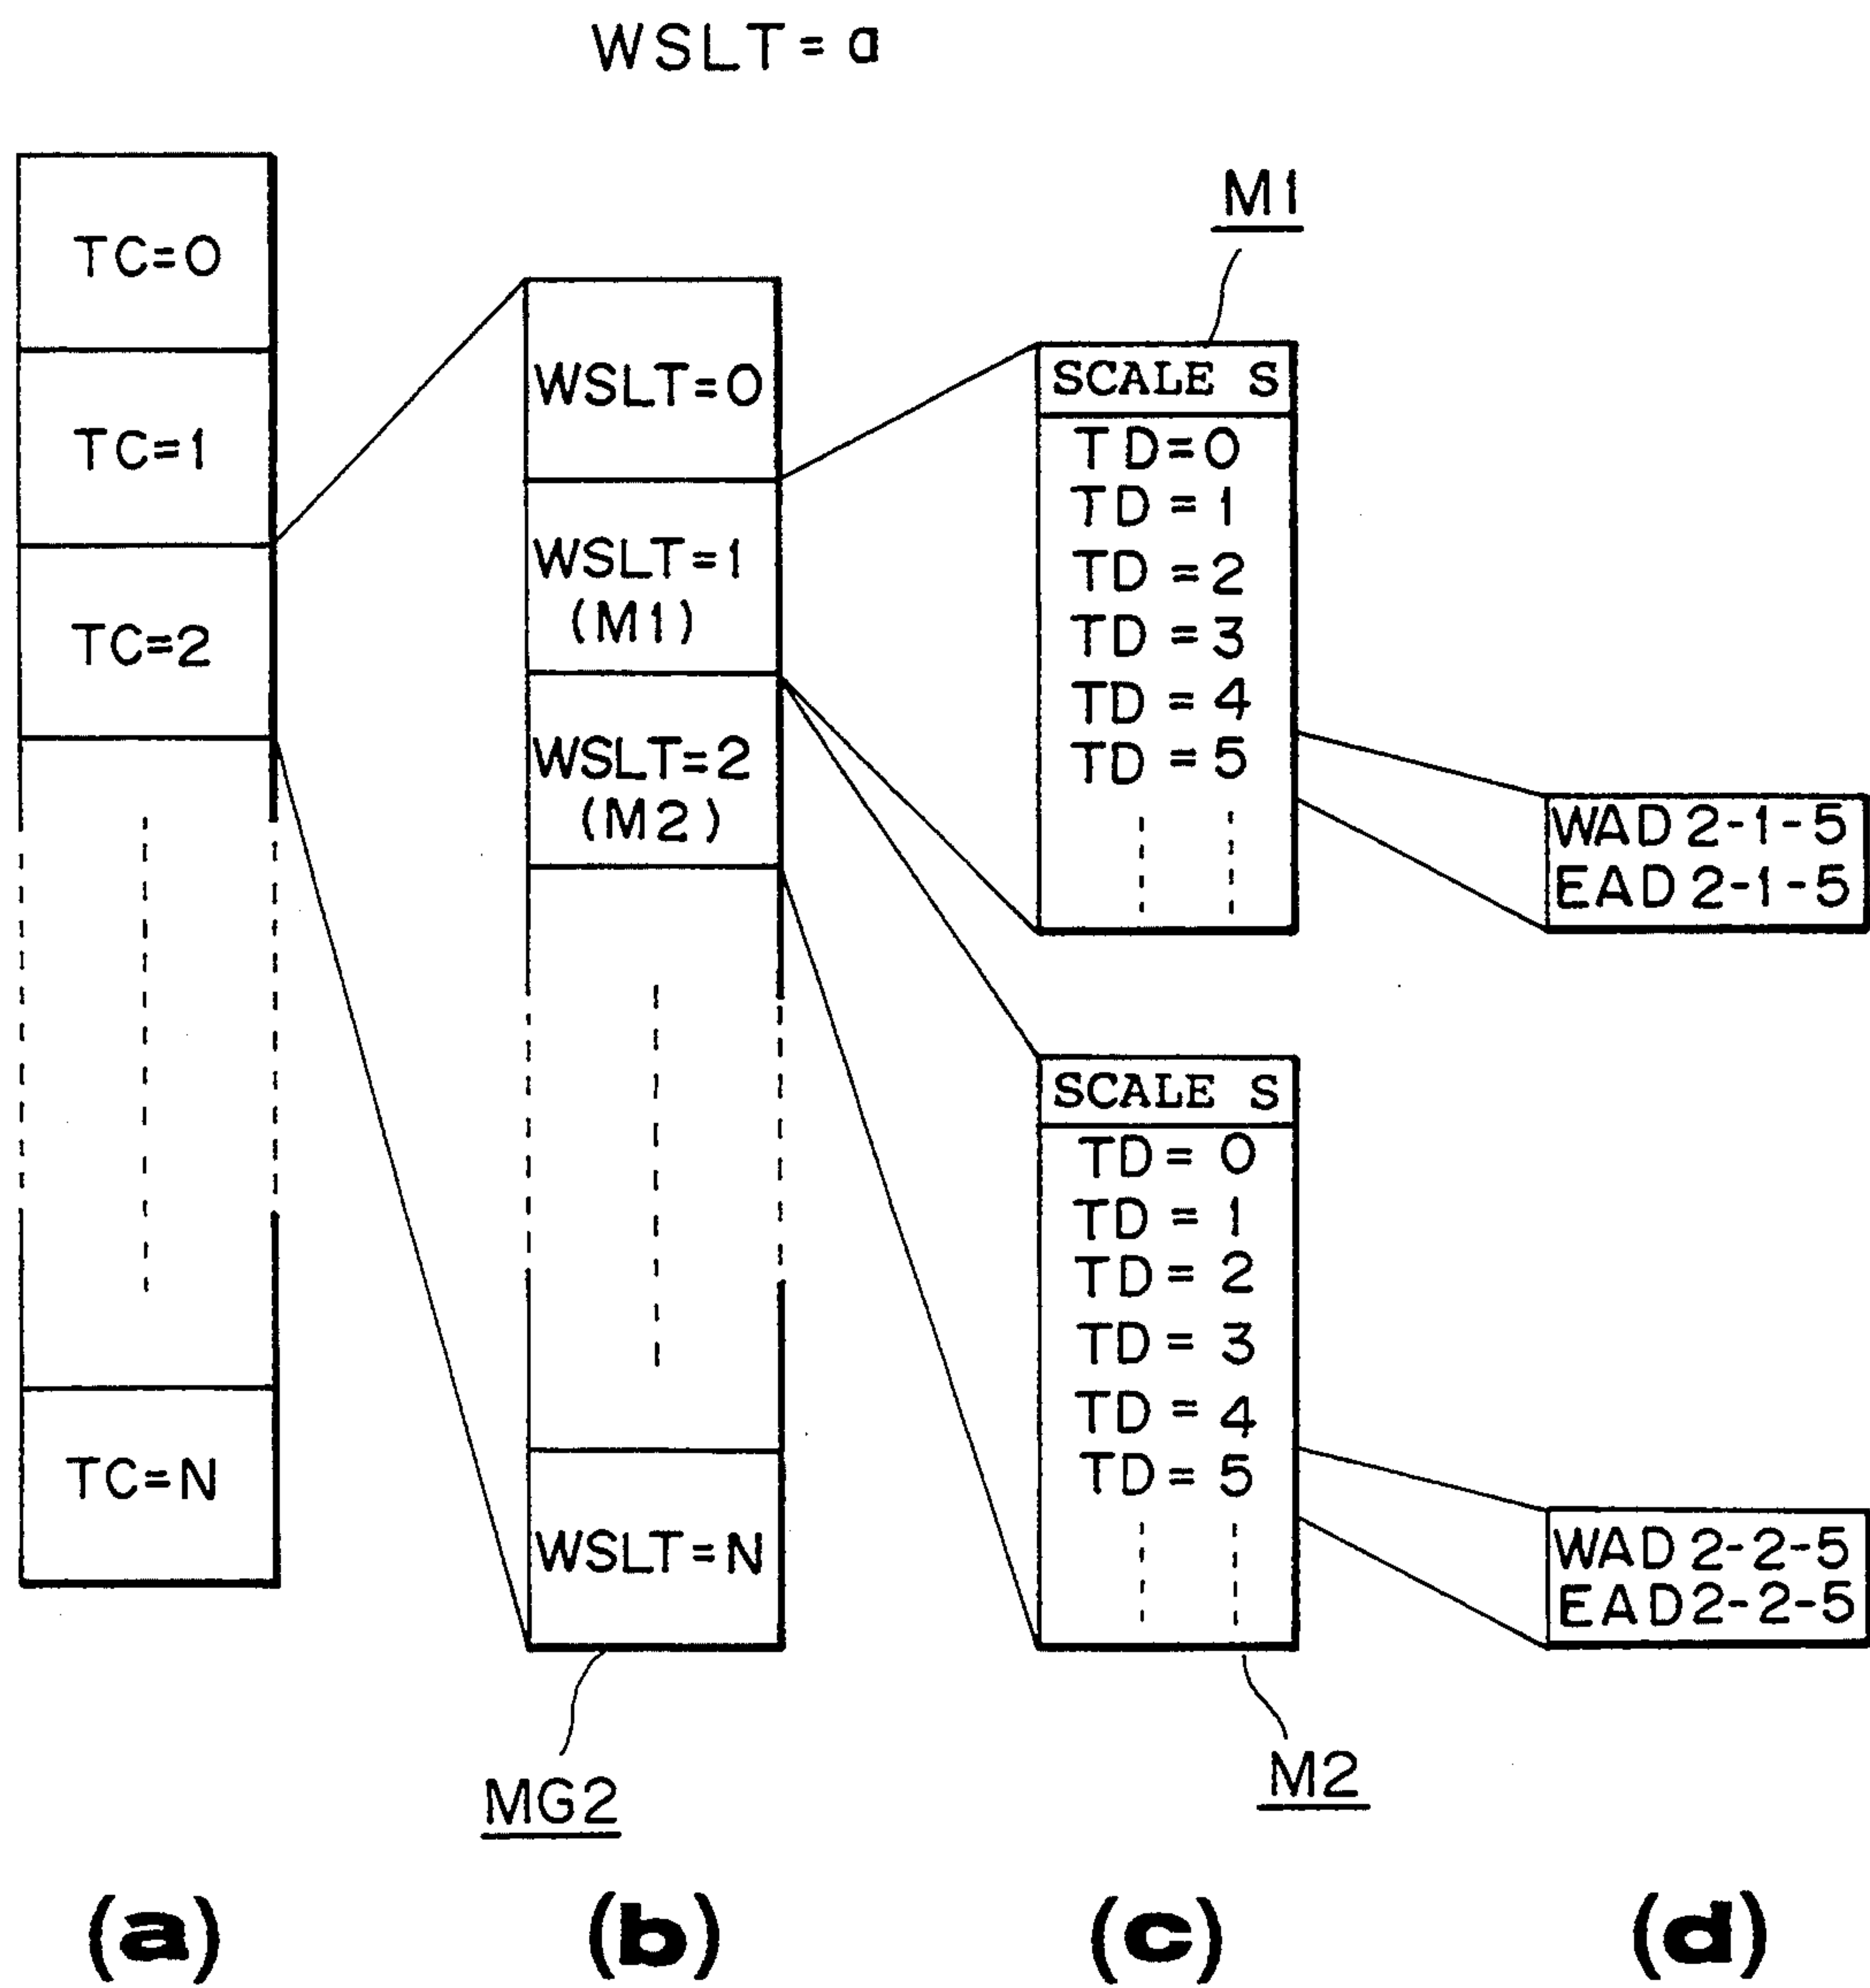 WSLT=a
TC=0
TC=1
TC=2
TC=N
WSLT=0
WSLT=1
(M1)
WSLT=2
(M2)
WSLT=N
MG2
M1
SCALE S
TD=0
TD=1
TD=2
TD=3
TD=4
TD=5
SCALE S
TD=0
TD=1
TD=2
TD=3
TD=4
TD=5
M2
WAD 2-1-5
EAD 2-1-5
WAD 2-2-5
EAD 2-2-5
(a) (b) (c) (d)